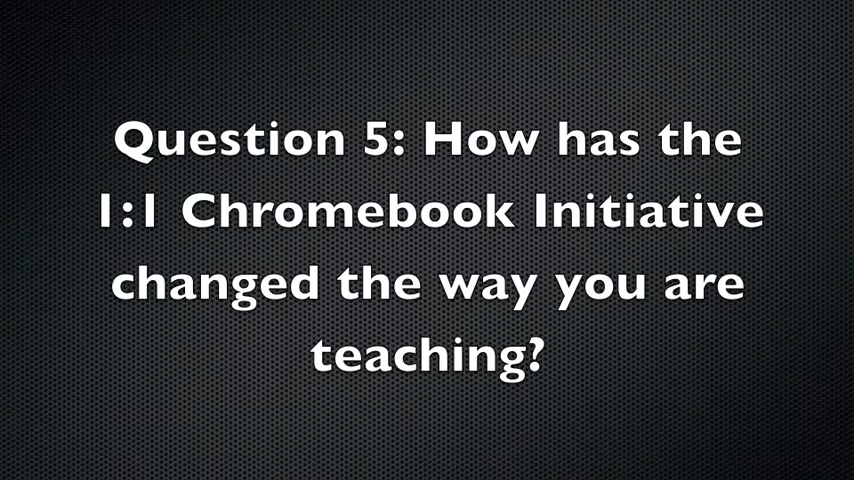 Question 5: How has the
1:1 Chromebook Initiative
changed the way you are
teaching?